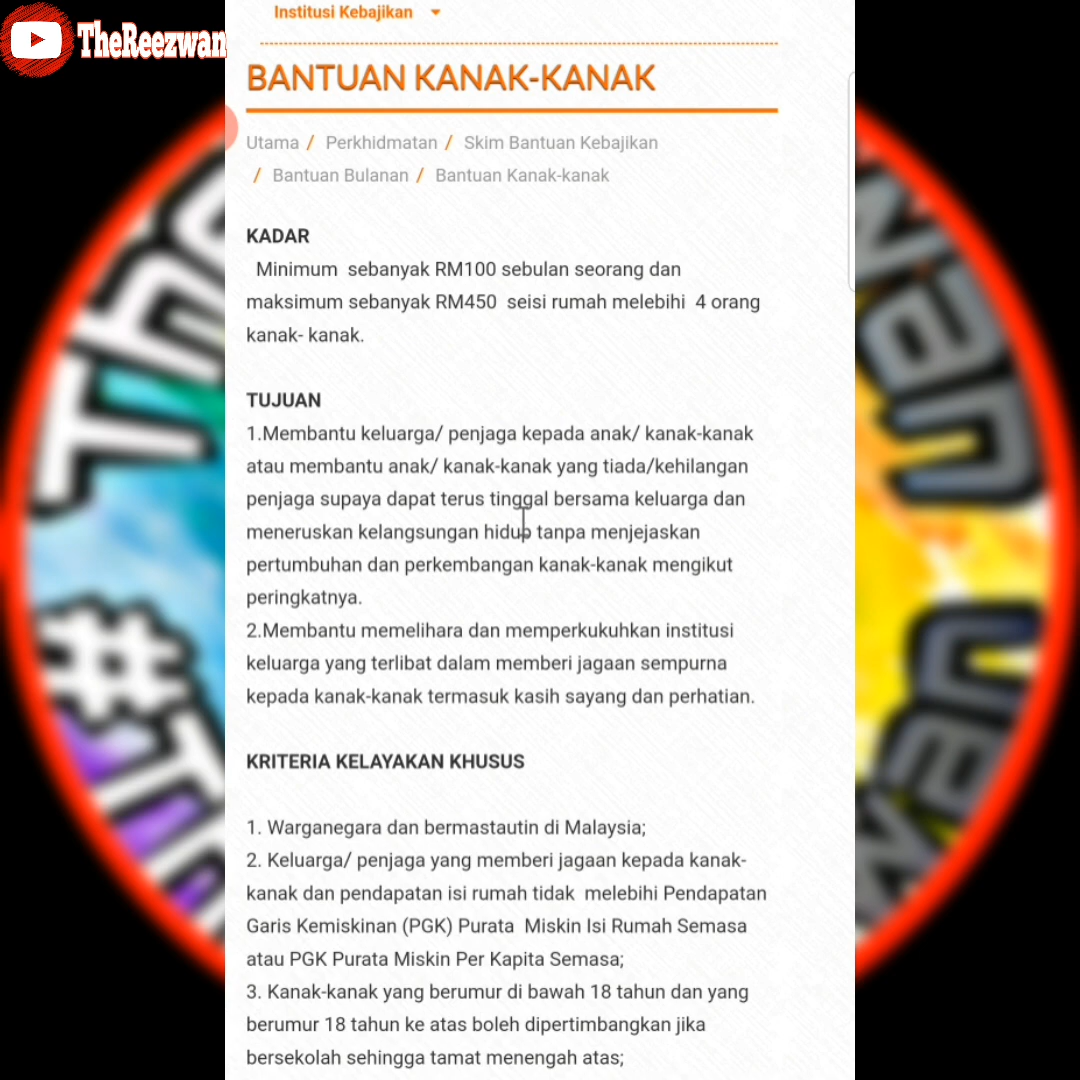 TheReezwan
Institusi Kebajikan
BANTUAN KANAK-KANAK
Utama / Perkhidmatan / Skim Bantuan Kebajikan
/ Bantuan Bulanan / Bantuan Kanak-kanak
KADAR
Minimum sebanyak RM100 sebulan seorang dan
maksimum sebanyak RM450 seisi rumah melebihi 4 orang
kanak- kanak.
TUJUAN
1.Membantu keluarga/ penjaga kepada anak/ kanak-kanak
atau membantu anak/ kanak-kanak yang tiada/kehilangan
penjaga supaya dapat terus tinggal bersama keluarga dan
meneruskan kelangsungan hidup tanpa menjejaskan
pertumbuhan dan perkembangan kanak-kanak mengikut
peringkatnya.
2.Membantu memelihara dan memperkukuhkan institusi
keluarga yang terlibat dalam memberi jagaan sempurna
kepada kanak-kanak termasuk kasih sayang dan perhatian.
KRITERIA KELAYAKAN KHUSUS
1. Warganegara dan bermastautin di Malaysia;
2. Keluarga/ penjaga yang memberi jagaan kepada kanak-
kanak dan pendapatan isi rumah tidak melebihi Pendapatan
Garis Kemiskinan (PGK) Purata Miskin Isi Rumah Semasa
atau PGK Purata Miskin Per Kapita Semasa;
3. Kanak-kanak yang berumur di bawah 18 tahun dan yang
berumur 18 tahun ke atas boleh dipertimbangkan jika
bersekolah sehingga tamat menengah atas;